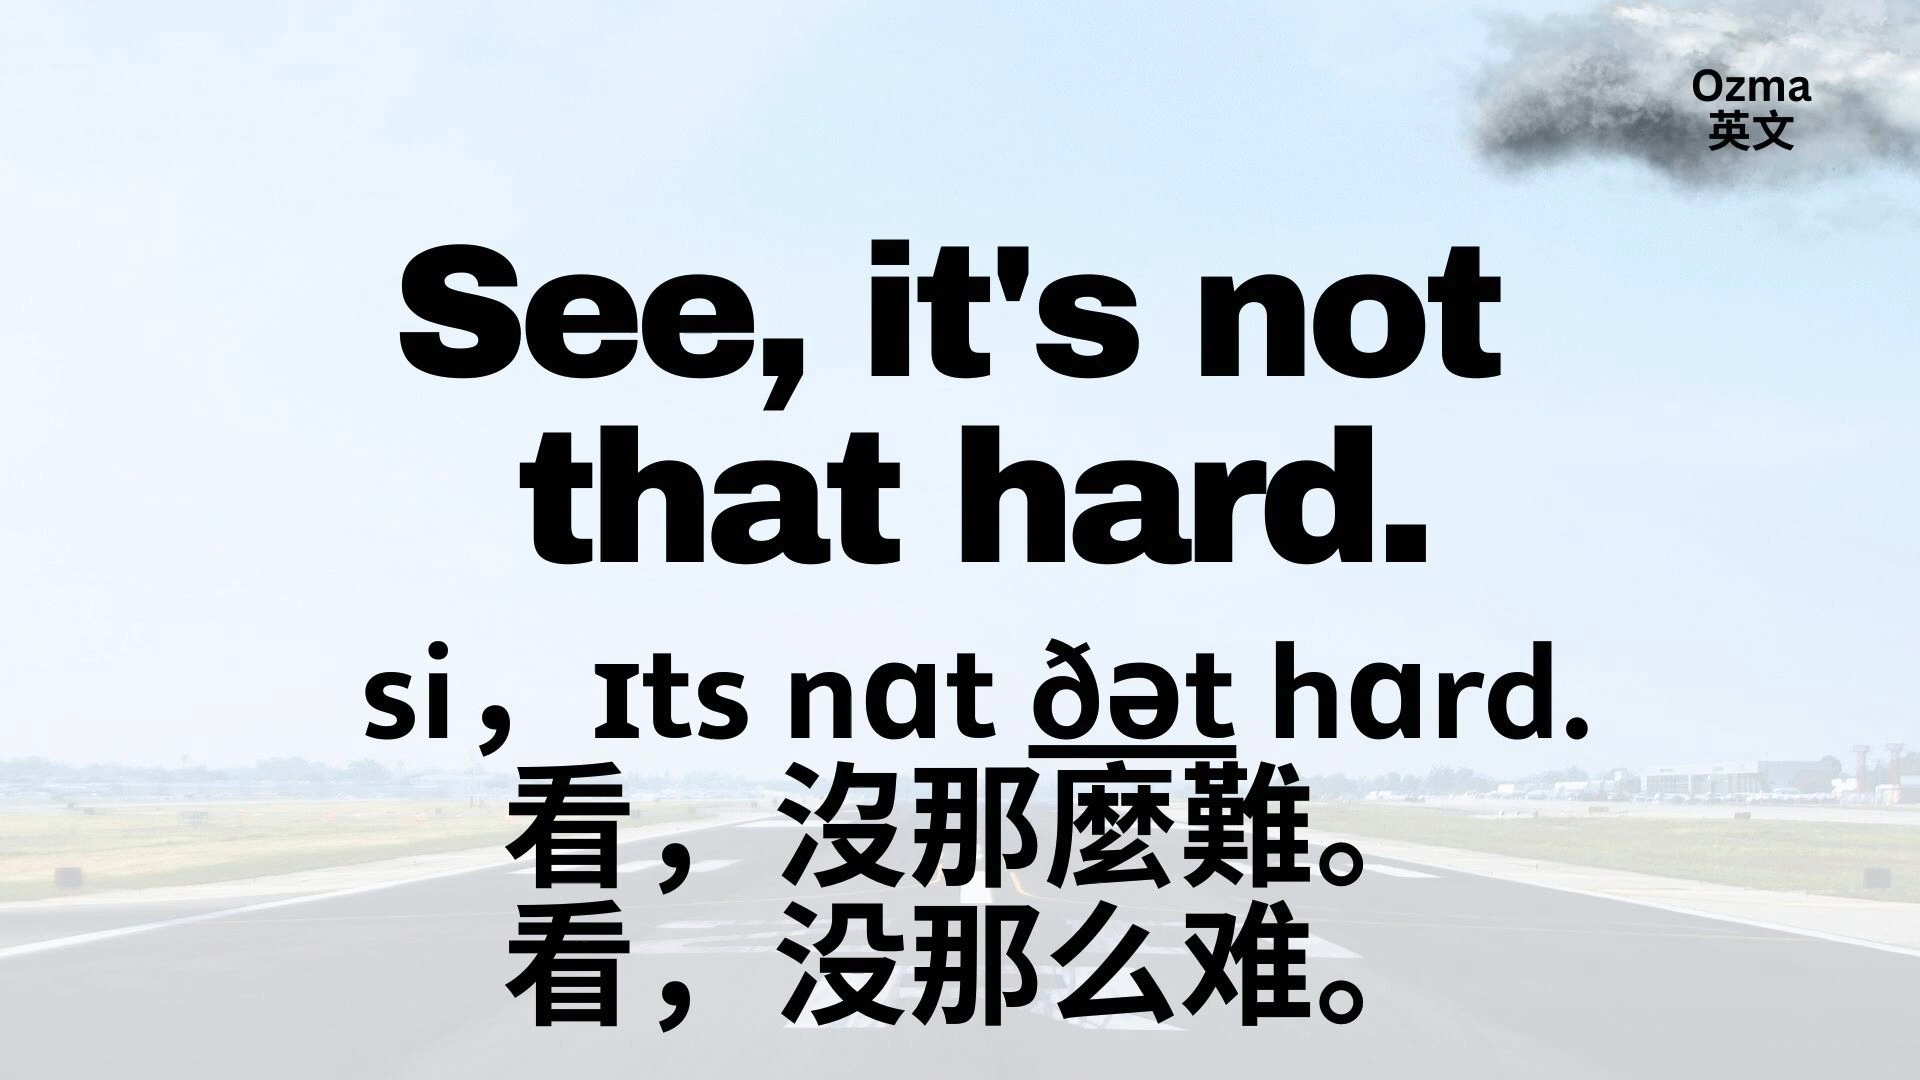 Ozma
英文
See, it's not
that hard.
si，ɪts nɑt ðət hɑrd.
看，沒那麼難。
看，没那么难。